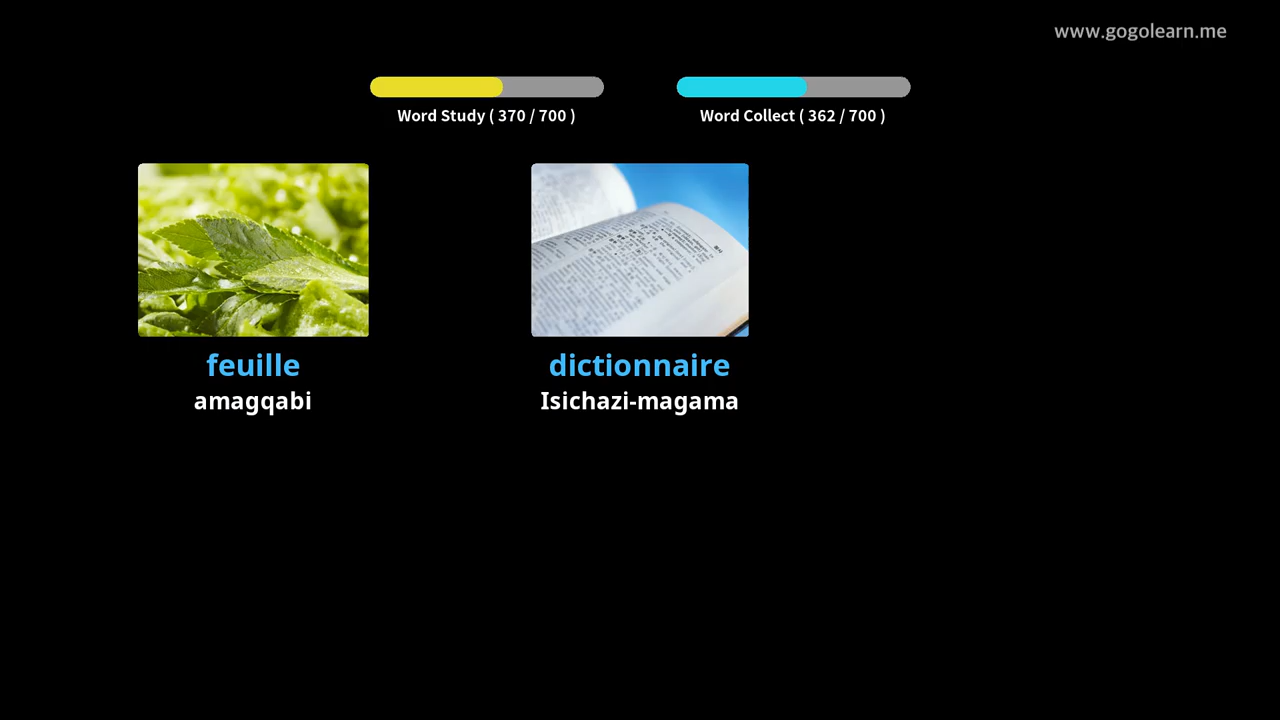 www.gogolearn.me
Word Study ( 370 / 700 )
Word Collect ( 362 / 700 )
feuille
amagqabi
dictionnaire
Isichazi-magama